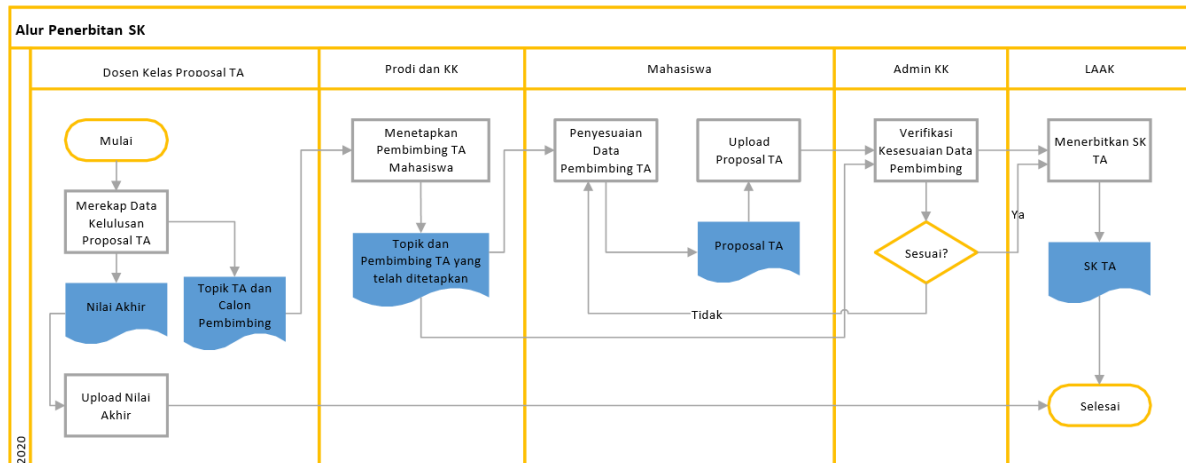 Alur Penerbitan SK
Dosen Kelas Proposal TA
Prodi dan KK
Mahasiswa
Admin KK
LAAK
Mulai
Merekap Data
Kelulusan
Proposal TA
Nilai Akhir
Topik TA dan
Calon
Pembimbing
Upload Nilai
Akhir
Menetapkan
Pembimbing TA
Mahasiswa
Topik dan
Pembimbing TA yang
telah ditetapkan
Penyesuaian
Data
Pembimbing TA
Upload
Proposal TA
Proposal TA
Verifikasi
Kesesuaian Data
Pembimbing
Sesuai?
Ya
Tidak
Menerbitkan SK
TA
SK TA
Selesai
2020